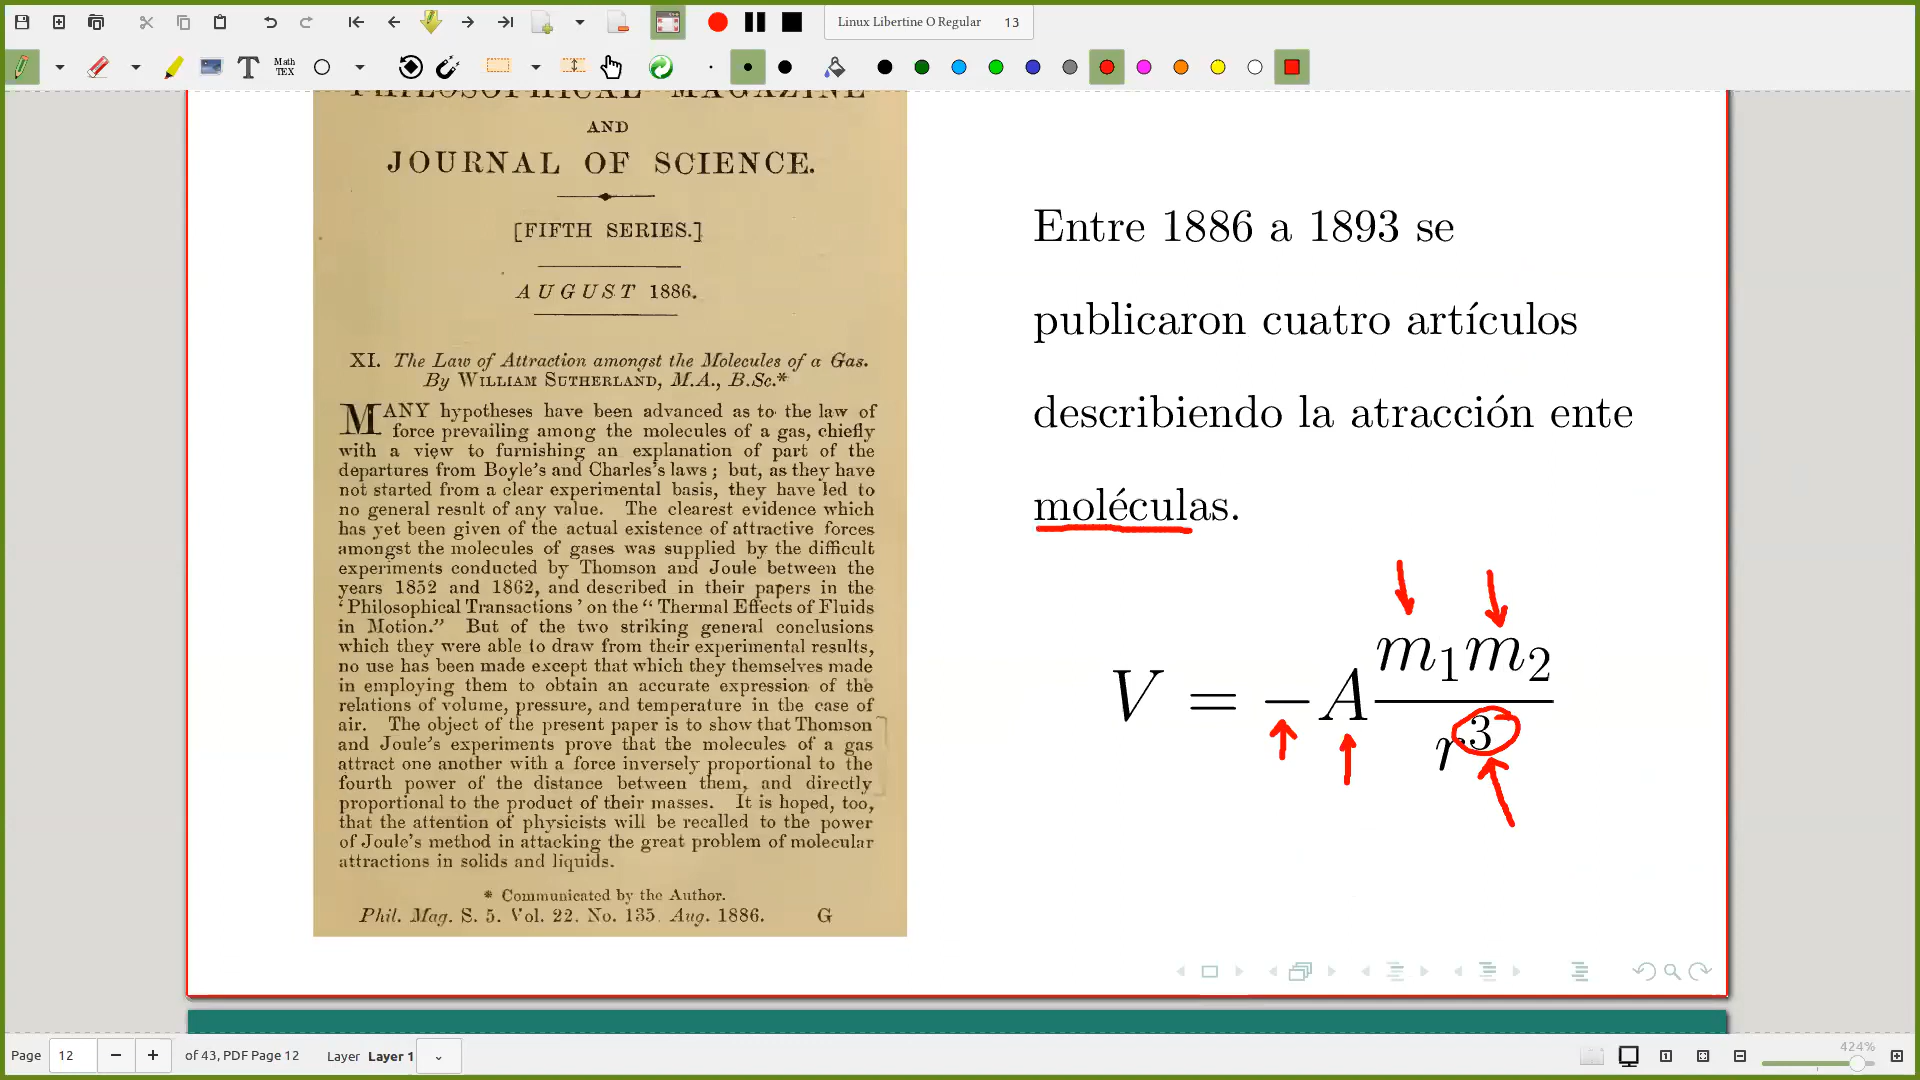 Linux Libertine O Regular 13
Math
TEX
PHILOSOPHICAL MAGAZINE
AND
JOURNAL OF SCIENCE.
[FIFTH SERIES.]
AUGUST 1886.
XI. The Law of Attraction amongst the Molecules of a Gas.
By WILLIAM SUTHERLAND, M.A., B.Sc.*
MANY hypotheses have been advanced as to the law of
force prevailing among the molecules of a gas, chiefly
with a view to furnishing an explanation of part of the
departures from Boyle's and Charles's laws; but, as they have
not started from a clear experimental basis, they have led to
no general result of any value. The clearest evidence which
has yet been given of the actual existence of attractive forces
amongst the molecules of gases was supplied by the difficult
experiments conducted by Thomson and Joule between the
years 1852 and 1862, and described in their papers in the
'Philosophical Transactions' on the "Thermal Effects of Fluids
in Motion." But of the two striking general conclusions
which they were able to draw from their experimental results,
no use has been made except that which they themselves made
in employing them to obtain an accurate expression of the
relations of volume, pressure, and temperature in the case of
air. The object of the present paper is to show that Thomson
and Joule's experiments prove that the molecules of a gas
attract one another with a force inversely proportional to the
fourth power of the distance between them, and directly
proportional to the product of their masses. It is hoped, too,
that the attention of physicists will be recalled to the power
of Joule's method in attacking the great problem of molecular
attractions in solids and liquids.
* Communicated by the Author.
Phil. Mag. S. 5. Vol. 22. No. 135. Aug. 1886. G
Entre 1886 a 1893 se
publicaron cuatro artículos
describiendo la atracción ente
moléculas.
V = −A m₁m₂ / r³
Page 12 of 43, PDF Page 12 Layer Layer 1
424%